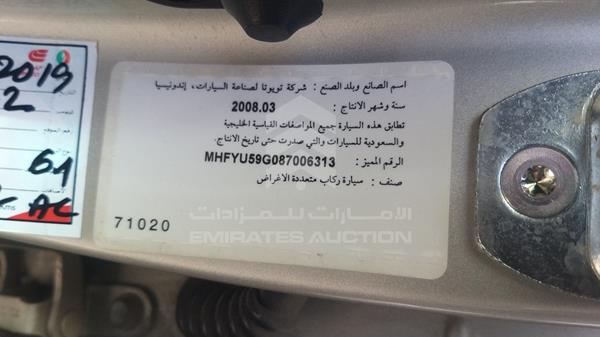 اسم الصانع وبلد الصنع : شركة تويوتا لصناعة السيارات، إندونيسيا
سنة وشهر الانتاج : 2008.03
تطابق هذه السيارة جميع المواصفات القياسية الخليجية
والسعودية للسيارات والتي صدرت حتى تاريخ الانتاج.
الرقم المميز : MHFYU59G087006313
صنف : سيارة ركاب متعددة الاغراض
71020
الامارات للمزادات
EMIRATES AUCTION
2019
2
61
AC